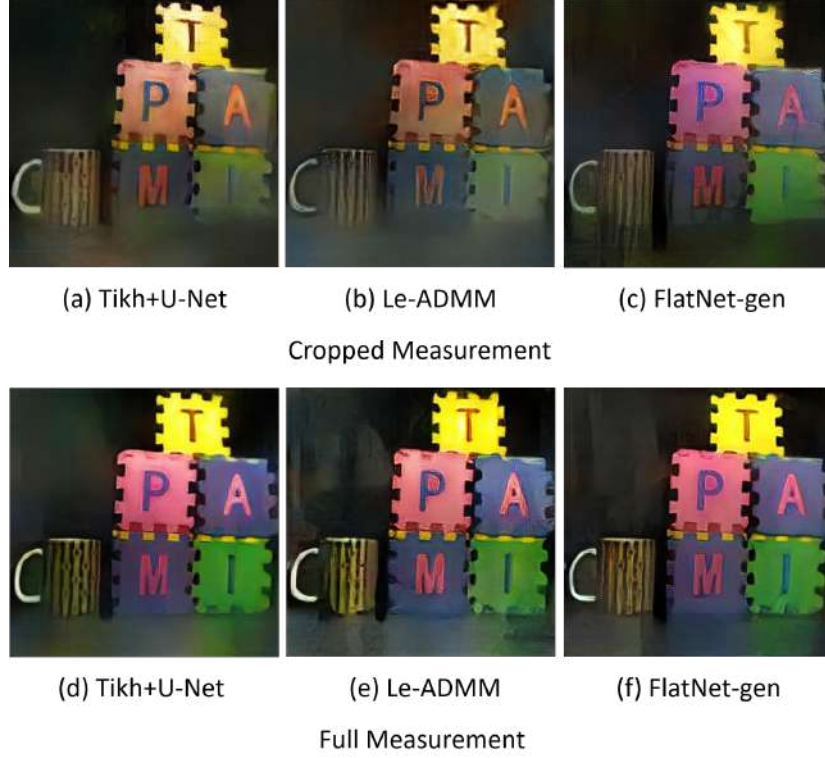 T
P A
M I
T
P A
M I
T
P A
M I
(a) Tikh+U-Net (b) Le-ADMM (c) FlatNet-gen
Cropped Measurement
T
P A
M I
T
P A
M I
T
P A
M I
(d) Tikh+U-Net (e) Le-ADMM (f) FlatNet-gen
Full Measurement